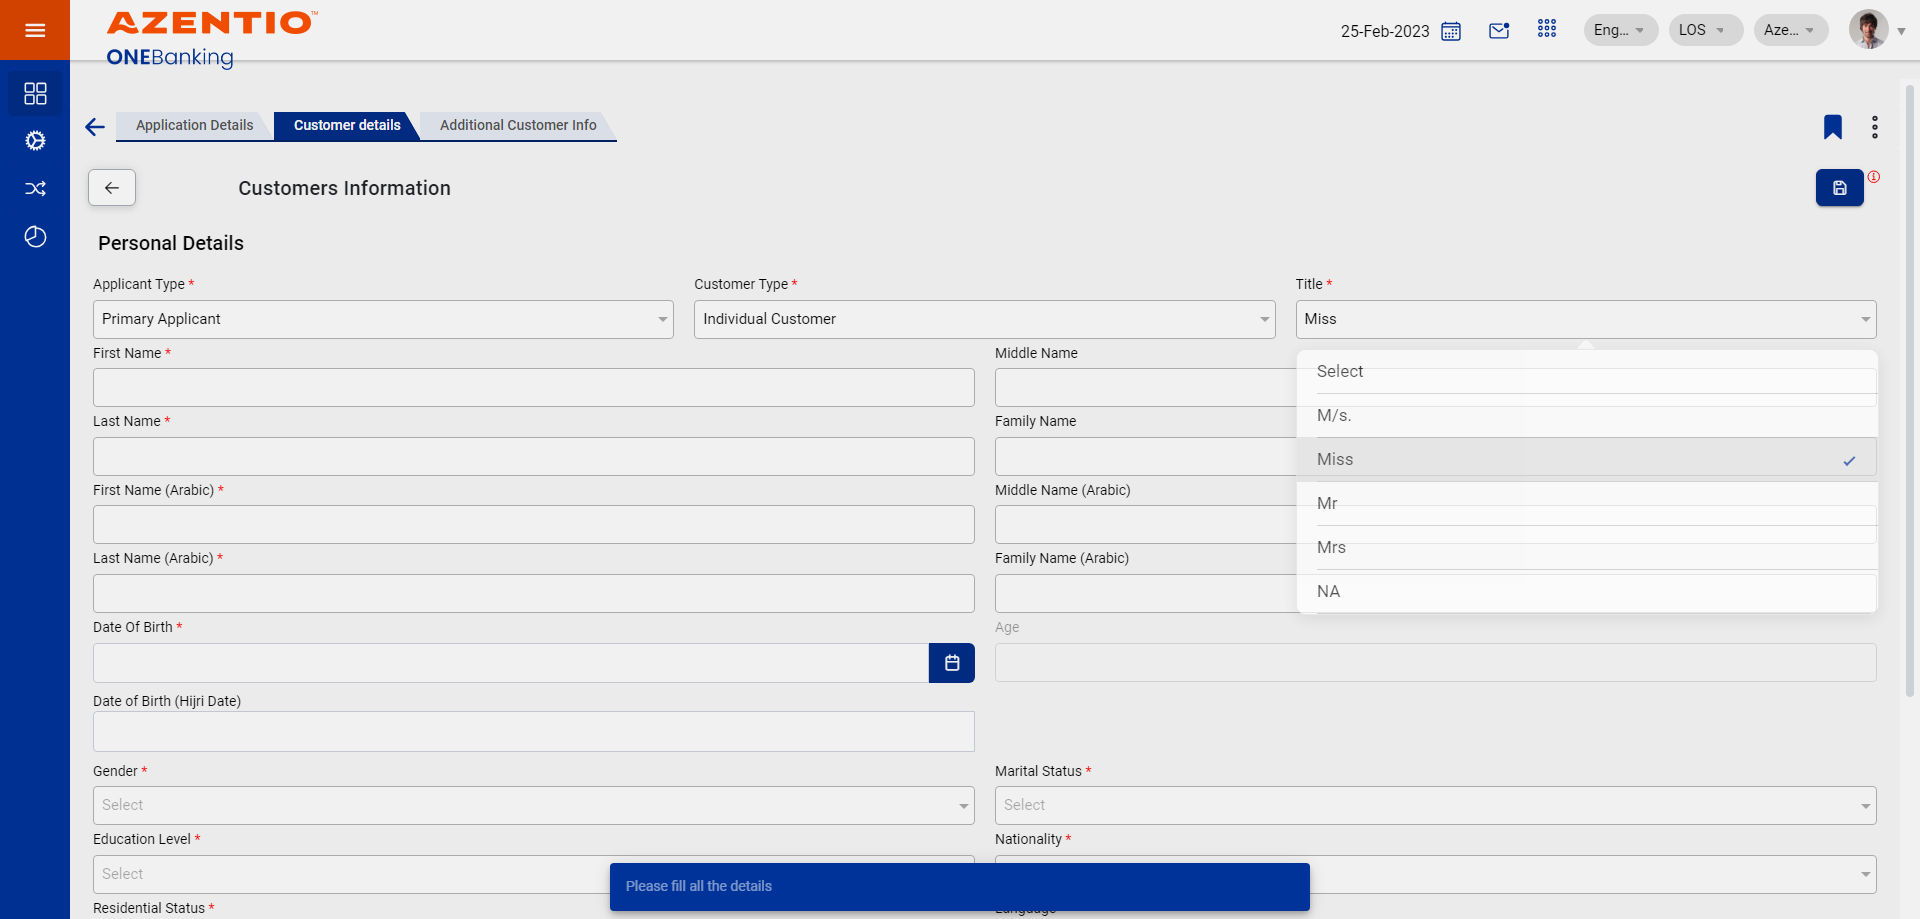 AZENTIO™
ONEBanking
25-Feb-2023
Eng...
LOS
Aze...
Application Details
Customer details
Additional Customer Info
Customers Information
Personal Details
Applicant Type *
Customer Type *
Title *
Primary Applicant
Individual Customer
Miss
First Name *
Middle Name
Select
M/s.
Last Name *
Family Name
Miss
First Name (Arabic) *
Middle Name (Arabic)
Mr
Mrs
Last Name (Arabic) *
Family Name (Arabic)
NA
Date Of Birth *
Age
Date of Birth (Hijri Date)
Gender *
Marital Status *
Select
Select
Education Level *
Nationality *
Select
Please fill all the details
Residential Status *
Language